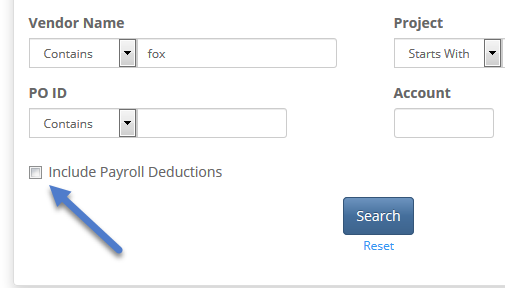 Vendor Name Project
Contains fox Starts With
PO ID Account
Contains
Include Payroll Deductions
Search
Reset